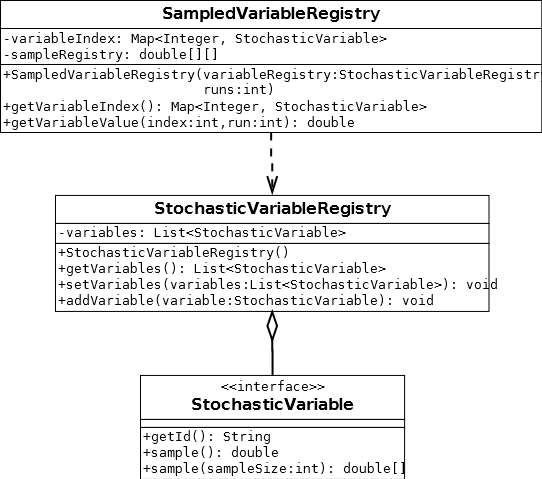 SampledVariableRegistry
-variableIndex: Map<Integer, StochasticVariable>
-sampleRegistry: double[][]
+SampledVariableRegistry(variableRegistry:StochasticVariableRegistry
runs:int)
+getVariableIndex(): Map<Integer, StochasticVariable>
+getVariableValue(index:int,run:int): double
StochasticVariableRegistry
-variables: List<StochasticVariable>
+StochasticVariableRegistry()
+getVariables(): List<StochasticVariable>
+setVariables(variables:List<StochasticVariable>): void
+addVariable(variable:StochasticVariable): void
<<interface>>
StochasticVariable
+getId(): String
+sample(): double
+sample(sampleSize:int): double[]